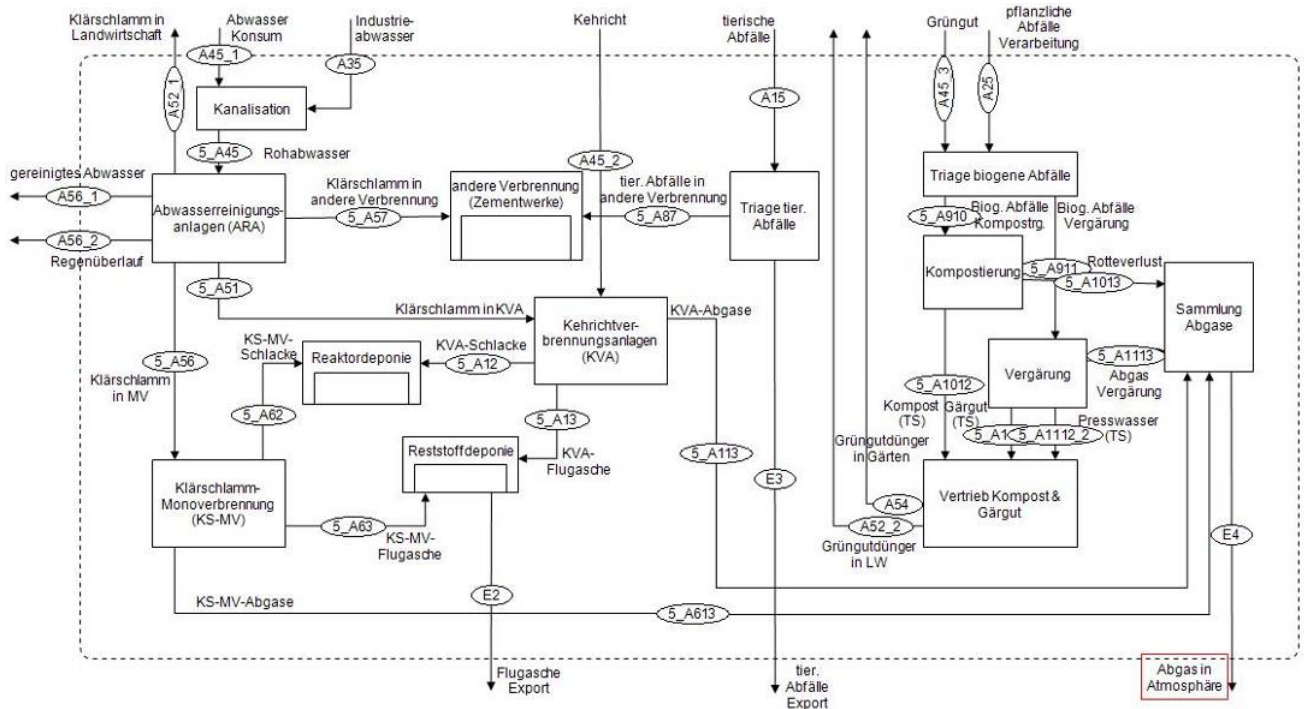 Klärschlamm in
Landwirtschaft
Abwasser
Konsum
Industrie-
abwasser
Kehricht
tierische
Abfälle
Grüngut
pflanzliche
Abfälle
Verarbeitung
A52_1
A45_1
A35
A15
A45_3
A25
Kanalisation
5_A45
Rohabwasser
A45_2
gereinigtes Abwasser
A56_1
A56_2
Regenüberlauf
Abwasserreinigungs-
anlagen (ARA)
Klärschlamm in
andere Verbrennung
5_A57
andere Verbrennung
(Zementwerke)
tier. Abfälle in
andere Verbrennung
5_A87
Triage tier.
Abfälle
Triage biogene Abfälle
5_A910
Biog. Abfälle
Kompostrg.
Biog. Abfälle
Vergärung
Kompostierung
5_A911
Rotteverlust
5_A1013
Sammlung
Abgase
5_A51
Klärschlamm in KVA
Kehrichtver-
brennungsanlagen
(KVA)
KVA-Abgase
5_A56
Klärschlamm
in MV
KS-MV-
Schlacke
Reaktordeponie
KVA-Schlacke
5_A12
5_A62
5_A13
KVA-
Flugasche
5_A113
Vergärung
5_A1113
Abgas
Vergärung
5_A1012
Kompost
(TS)
Gärgut
(TS)
Presswasser
(TS)
5_A1
5_A1112_2
Grüngutdünger
in Gärten
Reststoffdeponie
Klärschlamm-
Monoverbrennung
(KS-MV)
5_A63
KS-MV-
Flugasche
E3
A54
A52_2
Grüngutdünger
in LW
Vertrieb Kompost &
Gärgut
E4
E2
KS-MV-Abgase
5_A613
Flugasche
Export
tier.
Abfälle
Export
Abgas in
Atmosphäre